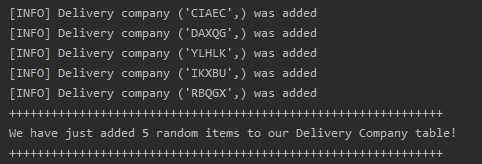 [INFO] Delivery company ('CIAEC',) was added
[INFO] Delivery company ('DAXQG',) was added
[INFO] Delivery company ('YLHLK',) was added
[INFO] Delivery company ('IKXBU',) was added
[INFO] Delivery company ('RBQGX',) was added
++++++++++++++++++++++++++++++++++++++++++++++++++++++++++++++
We have just added 5 random items to our Delivery Company table!
++++++++++++++++++++++++++++++++++++++++++++++++++++++++++++++